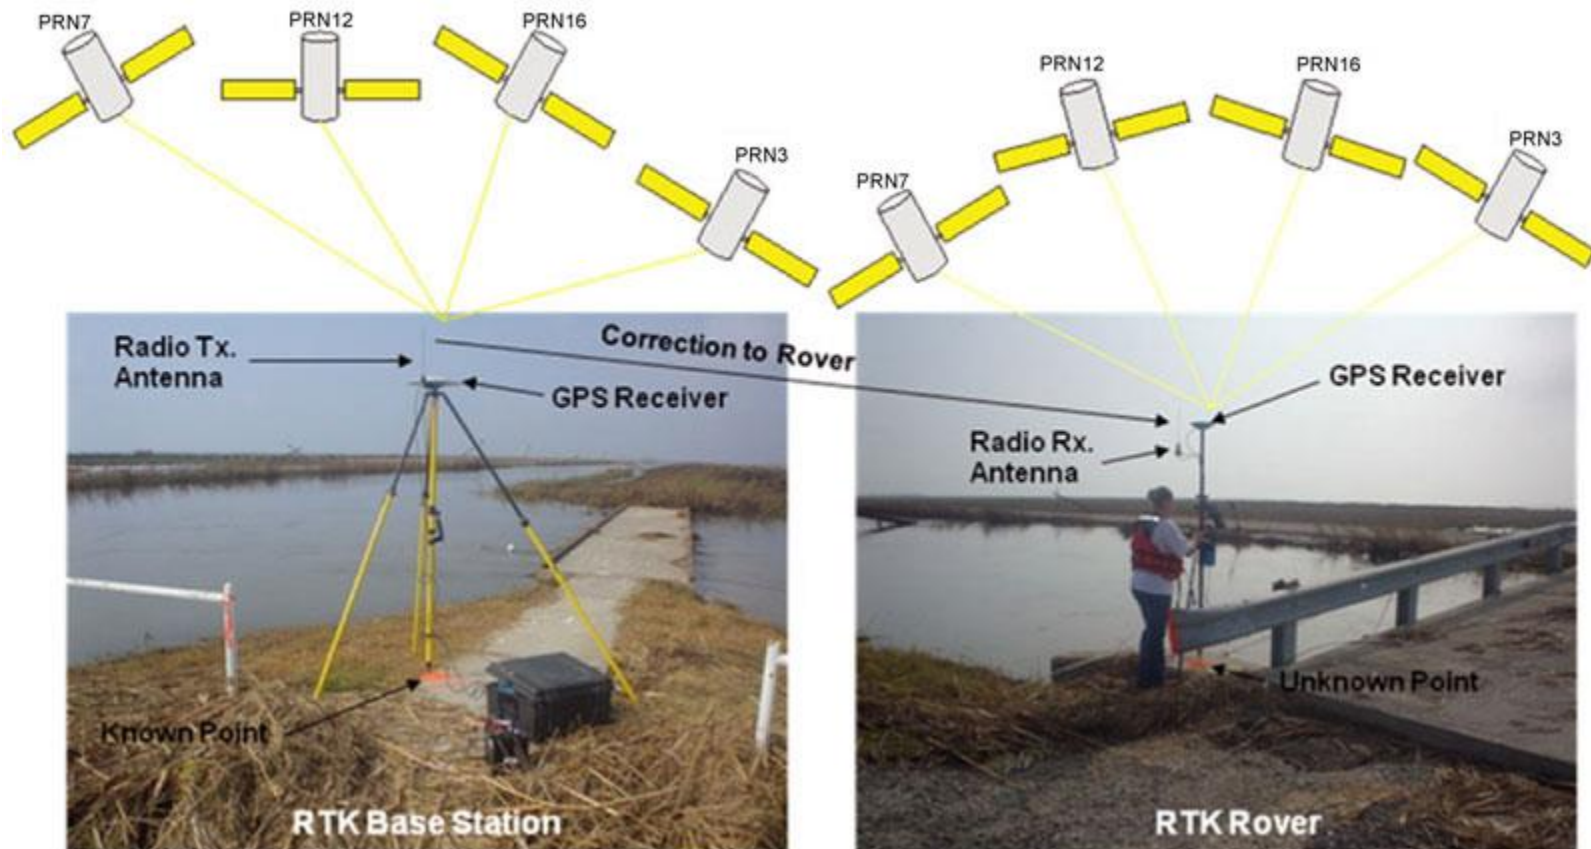 PRN7
PRN12
PRN16
PRN3
PRN12
PRN16
PRN3
PRN7
Radio Tx.
Antenna
GPS Receiver
Correction to Rover
GPS Receiver
Radio Rx.
Antenna
Known Point
Unknown Point
RTK Base Station
RTK Rover